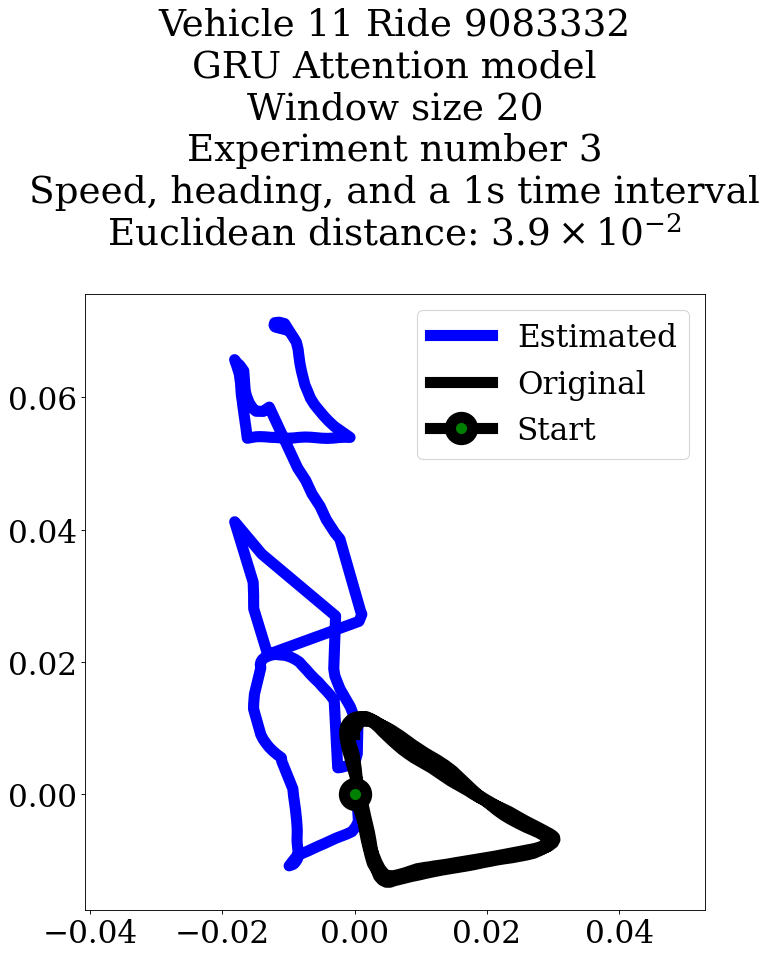 Vehicle 11 Ride 9083332
GRU Attention model
Window size 20
Experiment number 3
Speed, heading, and a 1s time interval
Euclidean distance: 3.9 × 10⁻²
Estimated
Original
Start
0.06
0.04
0.02
0.00
−0.04 −0.02 0.00 0.02 0.04